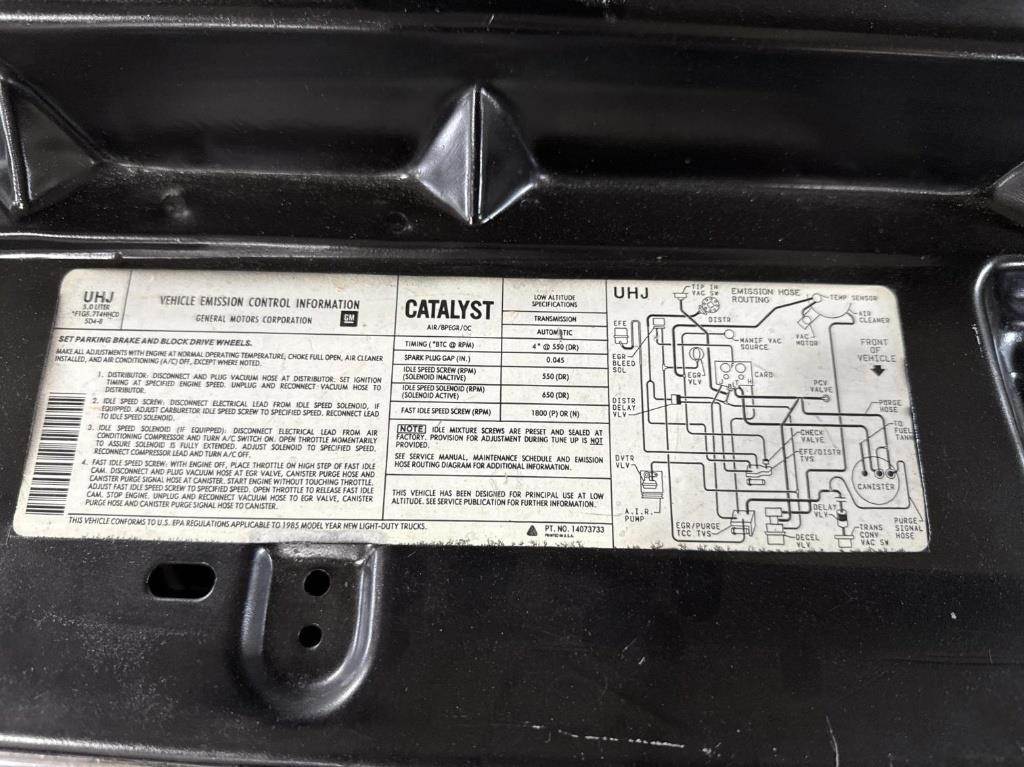 UHJ
5.0 LITER
5D4-8
VEHICLE EMISSION CONTROL INFORMATION
GENERAL MOTORS CORPORATION GM
SET PARKING BRAKE AND BLOCK DRIVE WHEELS.
MAKE ALL ADJUSTMENTS WITH ENGINE AT NORMAL OPERATING TEMPERATURE, CHOKE FULL OPEN, AIR CLEANER
INSTALLED, AND AIR CONDITIONING (A/C) OFF, EXCEPT WHERE NOTED.
1. DISTRIBUTOR: DISCONNECT AND PLUG VACUUM HOSE AT DISTRIBUTOR. SET IGNITION
TIMING AT SPECIFIED ENGINE SPEED. UNPLUG AND RECONNECT VACUUM HOSE TO
DISTRIBUTOR.
2. IDLE SPEED SCREW: DISCONNECT ELECTRICAL LEAD FROM IDLE SOLENOID, IF
EQUIPPED. ADJUST CARBURETOR IDLE SPEED SCREW TO SPECIFIED SPEED. RECONNECT LEAD
TO IDLE SOLENOID.
3. IDLE SOLENOID (IF EQUIPPED): DISCONNECT ELECTRICAL LEAD FROM AIR
CONDITIONING COMPRESSOR AND TURN A/C SWITCH ON. OPEN THROTTLE MOMENTARILY
TO ASSURE SOLENOID IS FULLY EXTENDED. ADJUST SOLENOID TO SPECIFIED SPEED.
RECONNECT COMPRESSOR LEAD AND TURN A/C OFF.
4. FAST IDLE SPEED SCREW: WITH ENGINE OFF, PLACE THROTTLE ON HIGH STEP OF FAST IDLE
CAM. DISCONNECT AND PLUG VACUUM HOSE AT EGR VALVE, CANISTER PURGE HOSE AND
CANISTER PURGE SIGNAL HOSE AT CANISTER. START ENGINE WITHOUT TOUCHING THROTTLE.
ADJUST FAST IDLE SCREW TO SPECIFIED SPEED. OPEN THROTTLE TO RELEASE FAST IDLE
CAM. STOP ENGINE. UNPLUG AND RECONNECT VACUUM HOSE TO EGR VALVE, CANISTER
PURGE HOSE AND CANISTER PURGE SIGNAL HOSE TO CANISTER.
THIS VEHICLE CONFORMS TO U.S. EPA REGULATIONS APPLICABLE TO 1985 MODEL YEAR NEW LIGHT-DUTY TRUCKS.
CATALYST
AIR/BPEGR/OC
LOW ALTITUDE
SPECIFICATIONS
TRANSMISSION
AUTOMATIC
TIMING (°BTC @ RPM) 4° @ 550 (DR)
SPARK PLUG GAP (IN.) 0.045
IDLE SPEED SCREW (RPM)
(SOLENOID INACTIVE) 550 (DR)
IDLE SPEED SOLENOID (RPM)
(SOLENOID ACTIVE) 650 (DR)
FAST IDLE SPEED SCREW (RPM) 1800 (P) OR (N)
NOTE IDLE MIXTURE SCREWS ARE PRESET AND SEALED AT
FACTORY. PROVISION FOR ADJUSTMENT DURING TUNE UP IS NOT
PROVIDED.
SEE SERVICE MANUAL, MAINTENANCE SCHEDULE AND EMISSION
HOSE ROUTING DIAGRAM FOR ADDITIONAL INFORMATION.
THIS VEHICLE HAS BEEN DESIGNED FOR PRINCIPAL USE AT LOW
ALTITUDE. SEE SERVICE PUBLICATION FOR FURTHER INFORMATION.
PT. NO. 14073733
PRINTED IN U.S.A.
UHJ
TIP IN
VAC SW
EMISSION HOSE
ROUTING
TEMP SENSOR
DISTR
AIR
CLEANER
EFE
MANIF VAC
SOURCE
VAC
MOTOR
FRONT OF
VEHICLE
EGR
BLEED
SOL
EGR
VLV
CARB
DISTR
DELAY
VLV
PCV
VALVE
PURGE
HOSE
TO
FUEL
TANK
CHECK
VALVE
EFE/DISTR
TVS
DVTR
VLV
CANISTER
A.I.R.
PUMP
DELAY
VLV
EGR/PURGE
TCC TVS
DECEL
VLV
TRANS
CONV
VAC SW
PURGE
SIGNAL
HOSE